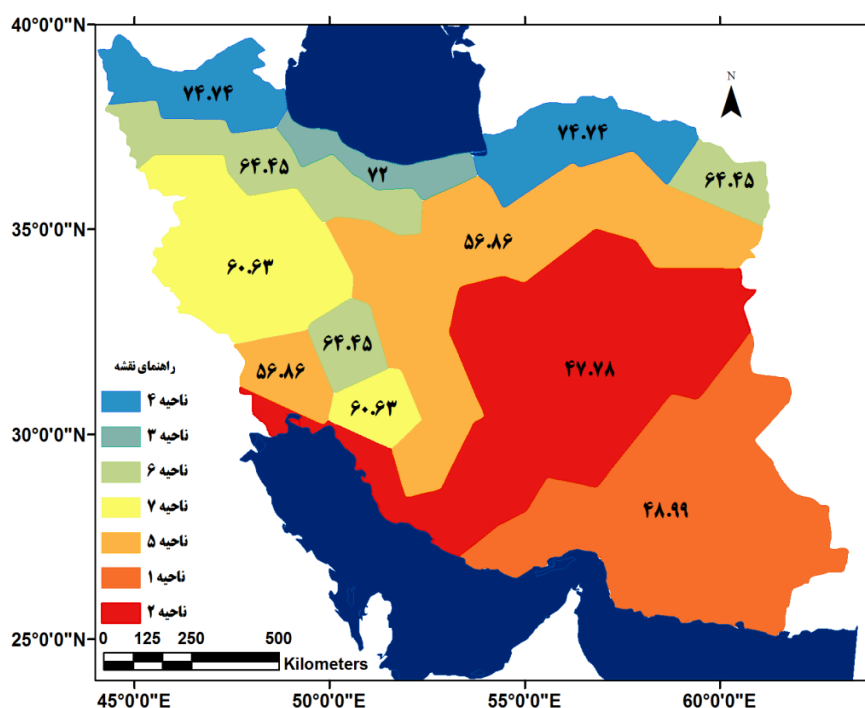 40°0'0"N
N
۷۴.۷۴
۷۴.۷۴
۷۲
۶۴.۴۵
۶۴.۴۵
35°0'0"N
۵۶.۸۶
۶۰.۶۳
۶۴.۴۵
۵۶.۸۶
۴۷.۷۸
۶۰.۶۳
30°0'0"N
۴۸.۹۹
راهنمای نقشه
ناحیه ۴
ناحیه ۳
ناحیه ۶
ناحیه ۷
ناحیه ۵
ناحیه ۱
ناحیه ۲
25°0'0"N
0 125 250 500
Kilometers
45°0'0"E 50°0'0"E 55°0'0"E 60°0'0"E